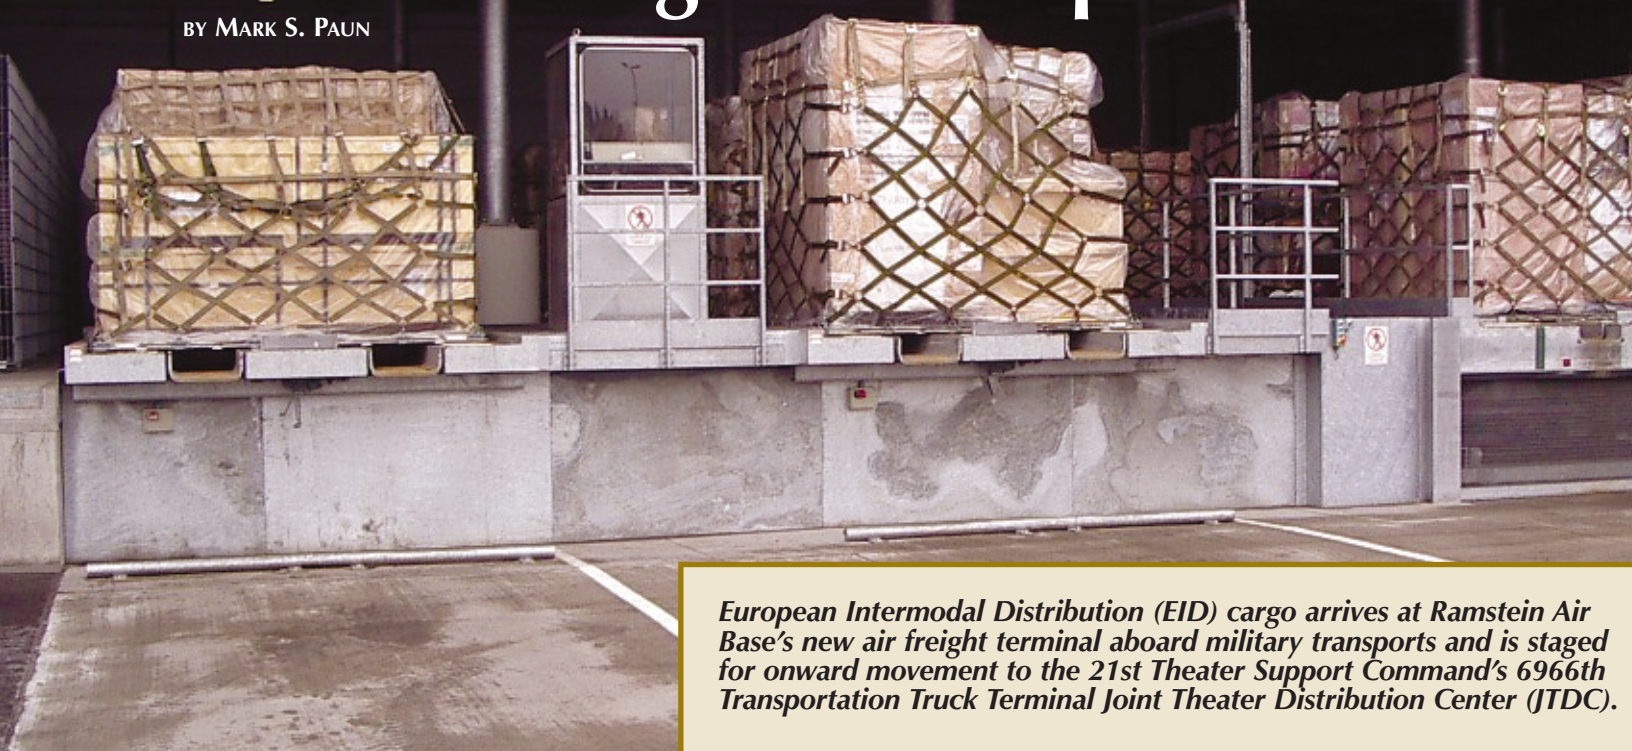 BY MARK S. PAUN
European Intermodal Distribution (EID) cargo arrives at Ramstein Air
Base's new air freight terminal aboard military transports and is staged
for onward movement to the 21st Theater Support Command's 6966th
Transportation Truck Terminal Joint Theater Distribution Center (JTDC).